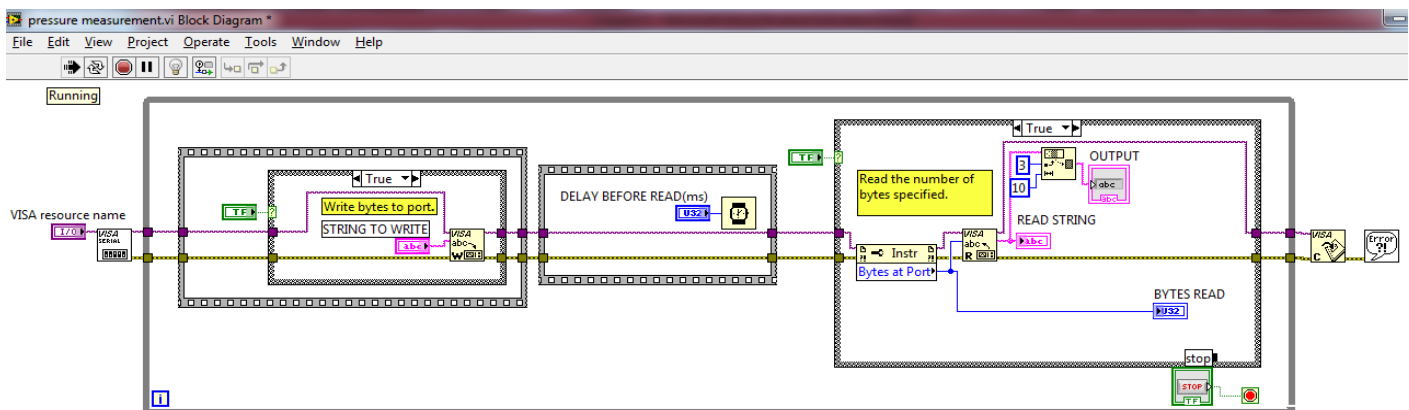 pressure measurement.vi Block Diagram *
File Edit View Project Operate Tools Window Help
Running
True
True
TF
OUTPUT
3
abc
abc
10
Read the number of
bytes specified.
DELAY BEFORE READ(ms)
U32
TF
Write bytes to port.
STRING TO WRITE
abc
VISA
abc
W
VISA resource name
I/O
VISA
SERIAL
READ STRING
abc
VISA
abc
R
VISA
C
Error
?!
Instr
Bytes at Port
BYTES READ
U32
stop
STOP
TF
i